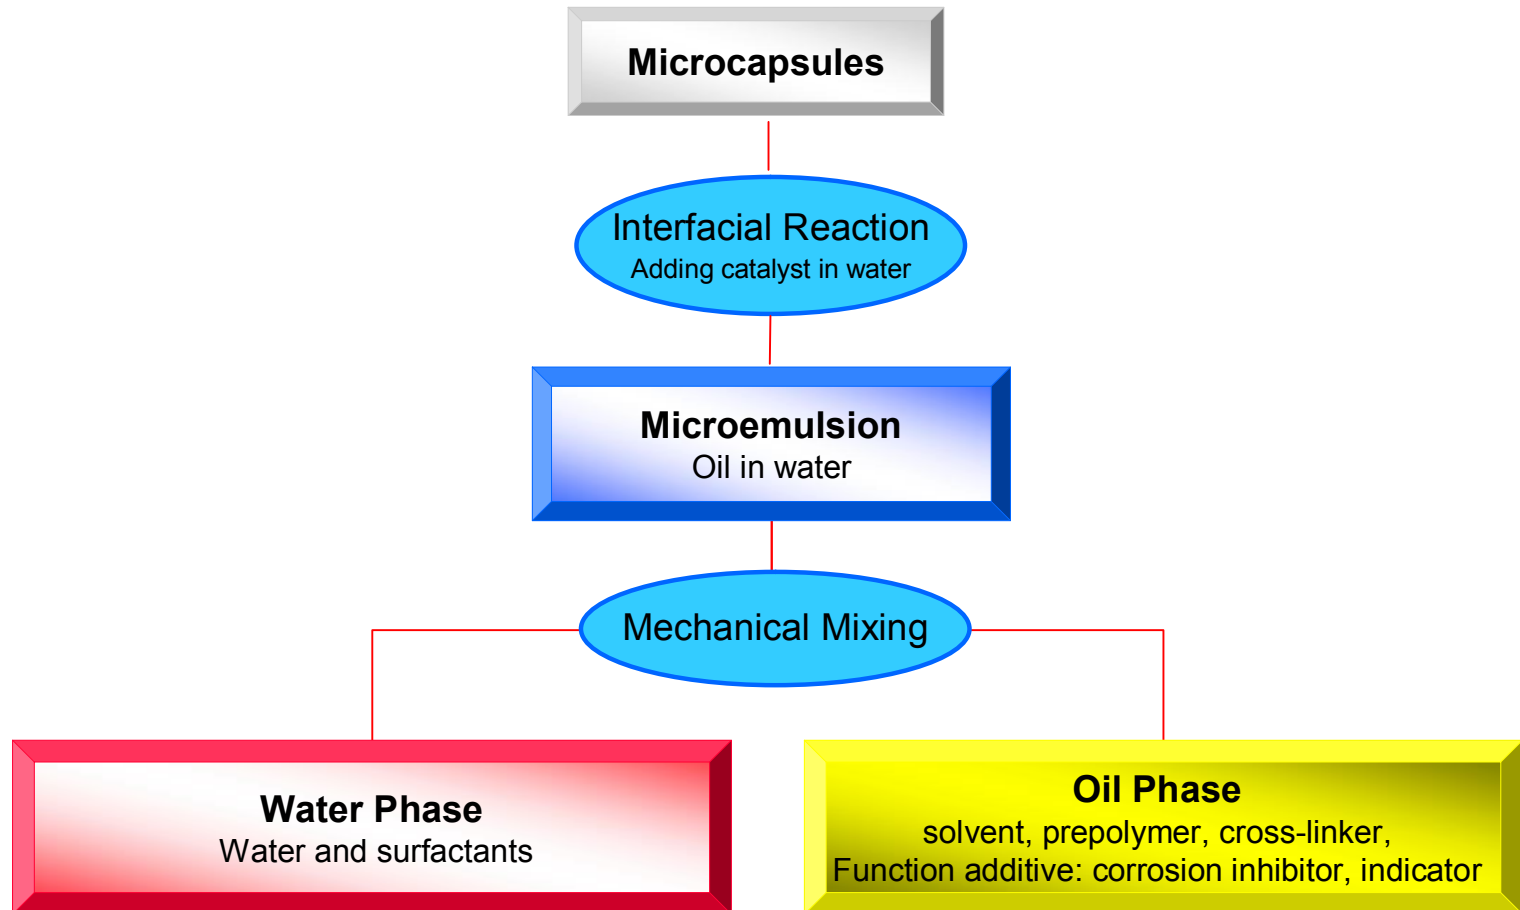 Microcapsules
Interfacial Reaction
Adding catalyst in water
Microemulsion
Oil in water
Mechanical Mixing
Water Phase
Water and surfactants
Oil Phase
solvent, prepolymer, cross-linker,
Function additive: corrosion inhibitor, indicator